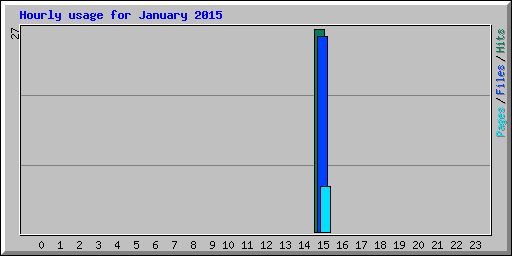 Hourly usage for January 2015
27
Pages/Files/Hits
0 1 2 3 4 5 6 7 8 9 10 11 12 13 14 15 16 17 18 19 20 21 22 23